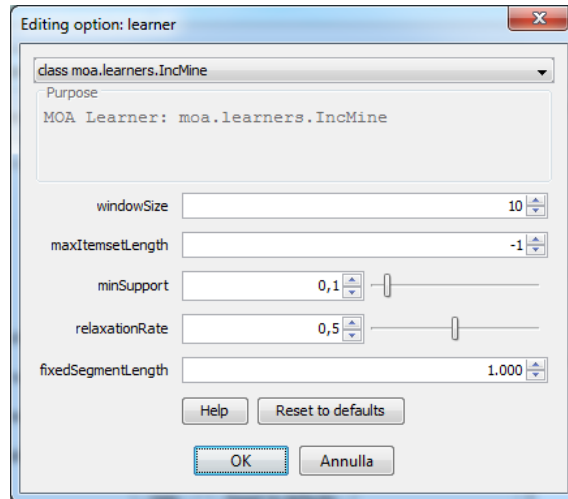 Editing option: learner
class moa.learners.IncMine
Purpose
MOA Learner: moa.learners.IncMine
windowSize 10
maxItemsetLength -1
minSupport 0,1
relaxationRate 0,5
fixedSegmentLength 1.000
Help Reset to defaults
OK Annulla